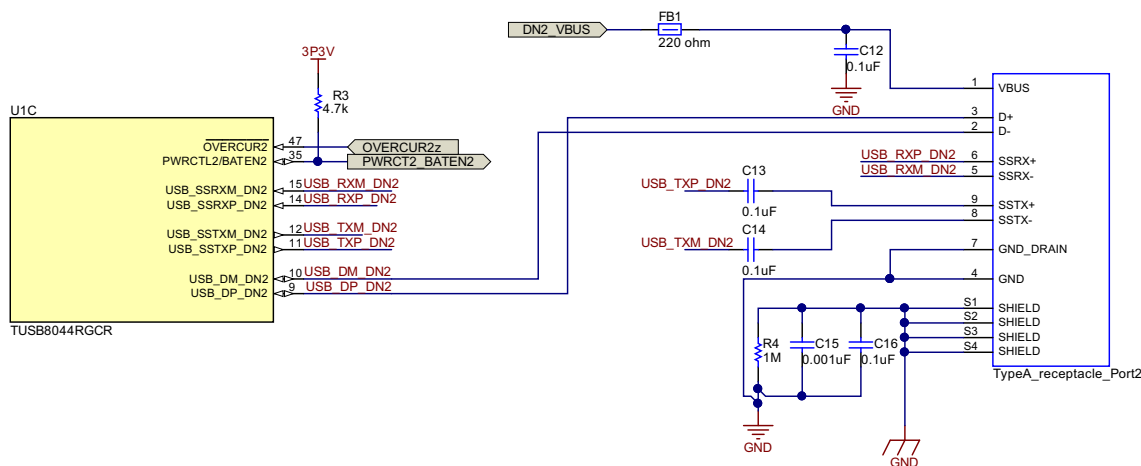 DN2_VBUS
FB1
220 ohm
C12
0.1uF
GND
3P3V
R3
4.7k
U1C
OVERCUR2
47
OVERCUR2z
PWRCTL2/BATEN2
35
PWRCT2_BATEN2
USB_SSRXM_DN2
15
USB_RXM_DN2
USB_SSRXP_DN2
14
USB_RXP_DN2
USB_SSTXM_DN2
12
USB_TXM_DN2
USB_SSTXP_DN2
11
USB_TXP_DN2
USB_DM_DN2
10
USB_DM_DN2
USB_DP_DN2
9
USB_DP_DN2
TUSB8044RGCR
1
VBUS
3
D+
2
D-
USB_RXP_DN2
6
SSRX+
USB_RXM_DN2
5
SSRX-
USB_TXP_DN2
C13
0.1uF
9
SSTX+
USB_TXM_DN2
C14
0.1uF
8
SSTX-
7
GND_DRAIN
4
GND
S1
SHIELD
S2
SHIELD
S3
SHIELD
S4
SHIELD
TypeA_receptacle_Port2
R4
1M
C15
0.001uF
C16
0.1uF
GND
GND